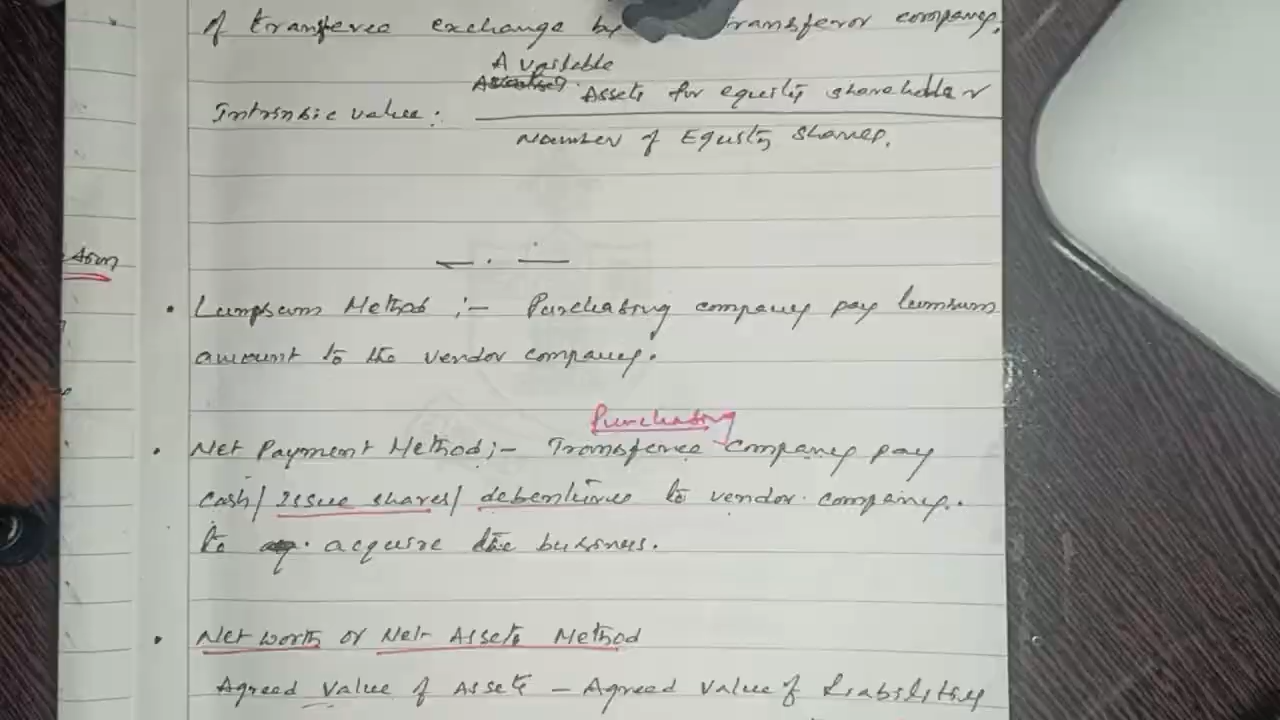 of transferee exchange by transferor company.
Available
Intrinsic value: Assets for equity shareholder
Number of Equity shares.
Lumpsum Method :- Purchasing company pay lumsum
amount to the vendor company.
Purchasing
Net Payment Method :- Transferee company pay
cash/ Issue shares/ debentures to vendor company.
to acquire the business.
Net worth or Net Assets Method
Agreed value of Assets - Agreed value of Liability